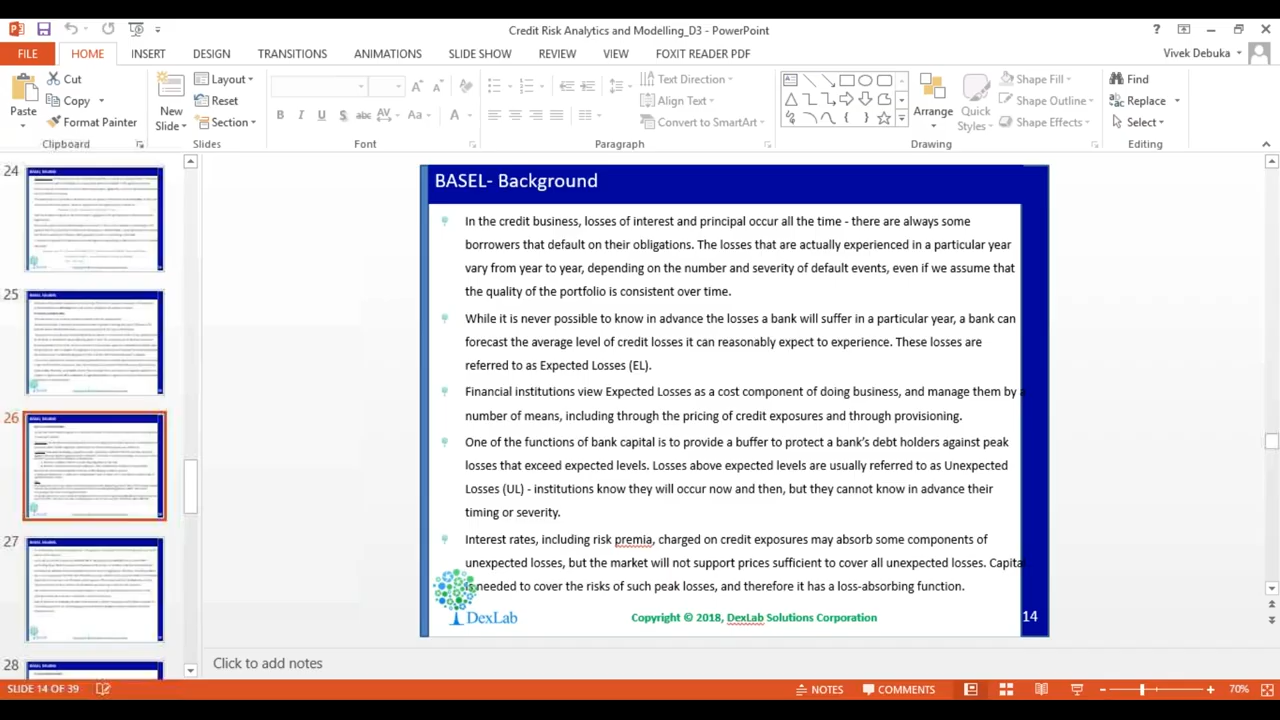 Credit Risk Analytics and Modelling_D3 - PowerPoint
FILE HOME INSERT DESIGN TRANSITIONS ANIMATIONS SLIDE SHOW REVIEW VIEW FOXIT READER PDF Vivek Debuka
Paste Cut Copy Format Painter
Clipboard
New Slide Layout Reset Section
Slides
Font
Text Direction Align Text Convert to SmartArt
Paragraph
Arrange Quick Styles Shape Fill Shape Outline Shape Effects
Drawing
Find Replace Select
Editing
24
25
26
27
28
BASEL- Background
credit business, losses of interest and principal occur all the time - there are always some
borrowers that default on their obligations. The losses that are actually experienced in a particular year
vary from year to year, depending on the number and severity of default events, even if we assume that
the quality of the portfolio is consistent over time.
While it is never possible to know in advance the losses a bank will suffer in a particular year, a bank can
forecast the average level of credit losses it can reasonably expect to experience. These losses are
referred to as Expected Losses (EL).
Financial institutions view Expected Losses as a cost component of doing business, and manage them by a
number of means, including through the pricing of credit exposures and through provisioning.
One of the functions of bank capital is to provide a buffer to protect a bank's debt holders against peak
losses that exceed expected levels. Losses above expected levels are usually referred to as Unexpected
Losses (UL) - institutions know they will occur now and then, but they cannot know in advance their
timing or severity.
Interest rates, including risk premia, charged on credit exposures may absorb some components of
unexpected losses, but the market will not support prices sufficient to cover all unexpected losses. Capital
is needed to cover the risks of such peak losses, and therefore it has a loss-absorbing function.
DexLab
Copyright © 2018, DexLab Solutions Corporation
14
Click to add notes
SLIDE 14 OF 39 NOTES COMMENTS 70%